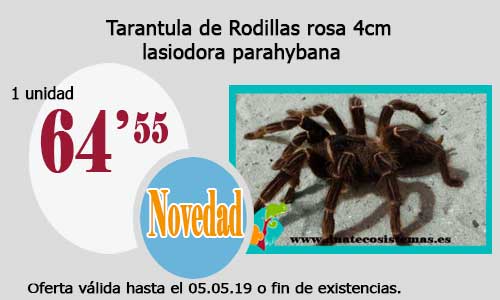 Tarantula de Rodillas rosa 4cm
lasiodora parahybana
1 unidad
64’55
Novedad
Oferta válida hasta el 05.05.19 o fin de existencias.